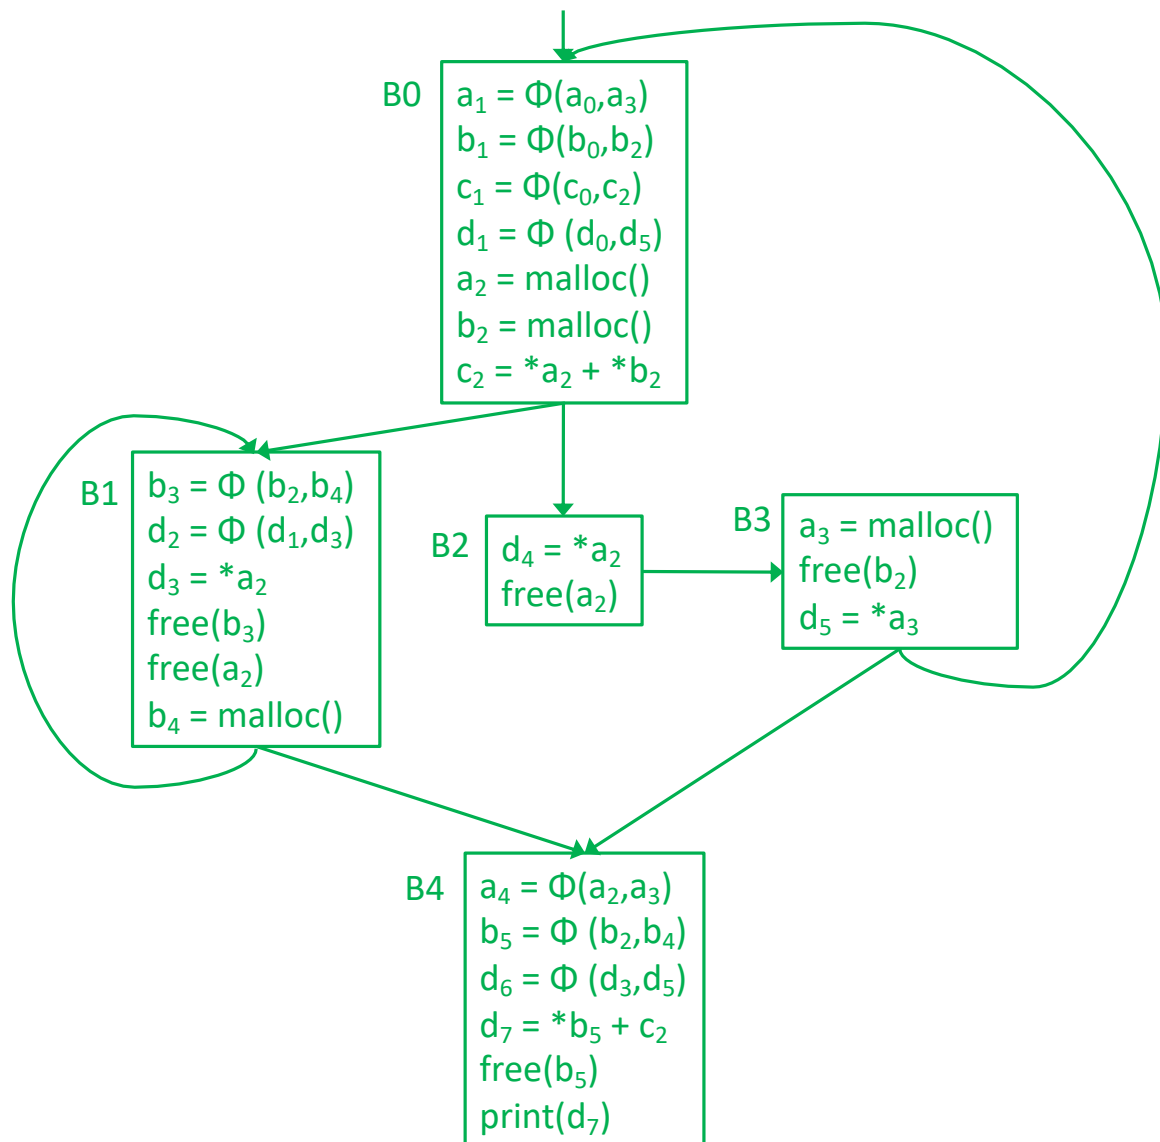 B0
a₁ = Φ(a₀,a₃)
b₁ = Φ(b₀,b₂)
c₁ = Φ(c₀,c₂)
d₁ = Φ (d₀,d₅)
a₂ = malloc()
b₂ = malloc()
c₂ = *a₂ + *b₂
B1
b₃ = Φ (b₂,b₄)
d₂ = Φ (d₁,d₃)
d₃ = *a₂
free(b₃)
free(a₂)
b₄ = malloc()
B2
d₄ = *a₂
free(a₂)
B3
a₃ = malloc()
free(b₂)
d₅ = *a₃
B4
a₄ = Φ(a₂,a₃)
b₅ = Φ (b₂,b₄)
d₆ = Φ (d₃,d₅)
d₇ = *b₅ + c₂
free(b₅)
print(d₇)